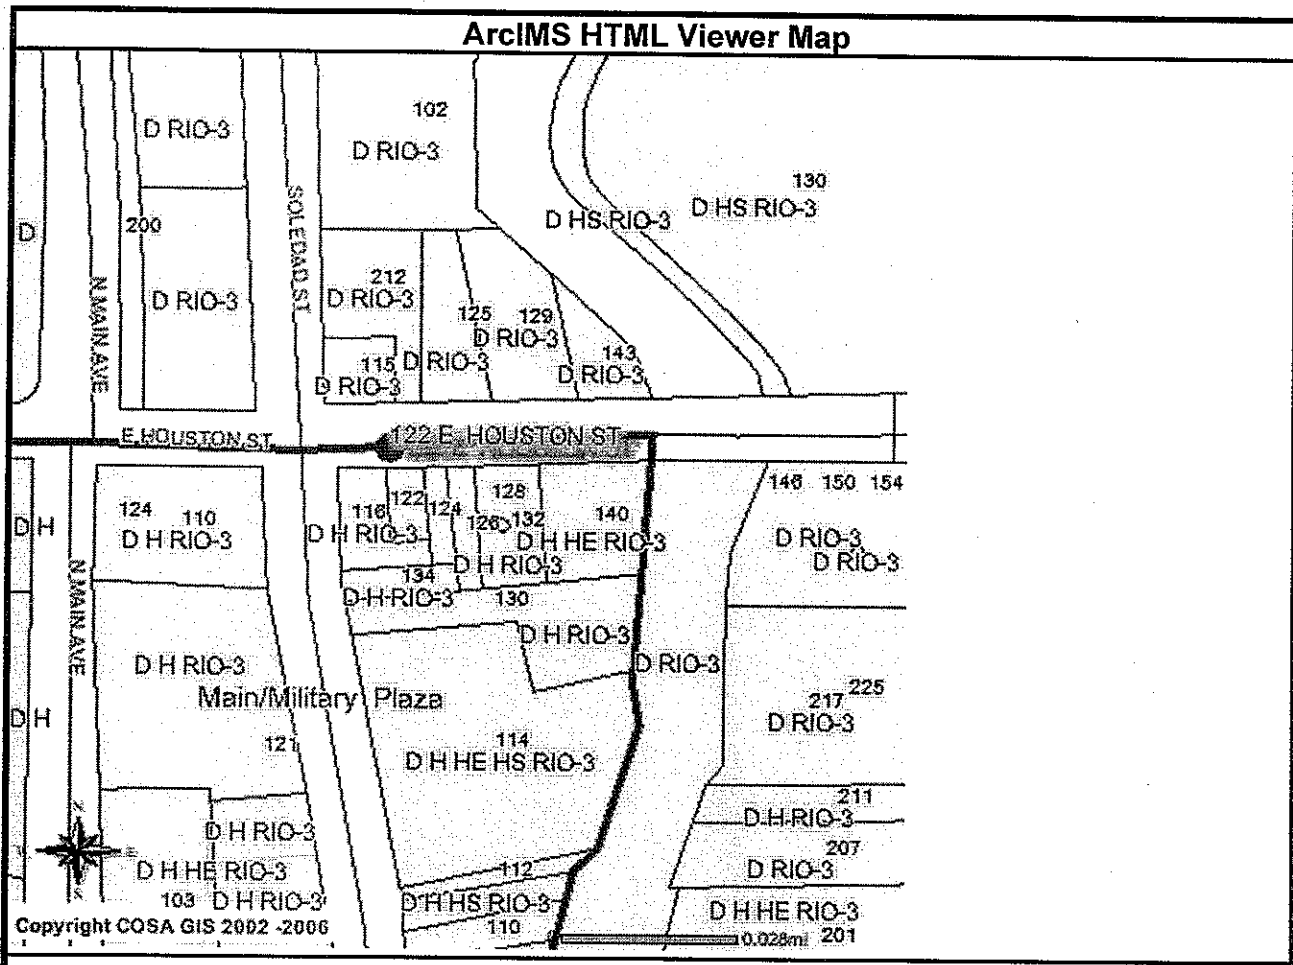 ArcIMS HTML Viewer Map
102
D RIO-3
D RIO-3
130
D HS RIO-3
D HS RIO-3
SOLEDAD ST
200
D
212
D RIO-3
D RIO-3
N MAIN AVE
125
129
D RIO-3
143
115
D RIO-3
D RIO-3
D RIO-3
E HOUSTON ST
122 E. HOUSTON ST
146 150 154
122
128
124
110
116
124
126
132
140
D H
D H RIO-3
D H RIO-3
D H HE RIO-3
D RIO-3
D RIO-3
D H RIO-3
134
D H RIO-3
130
N MAIN AVE
D H RIO-3
D H RIO-3
D RIO-3
Main/Military Plaza
225
217
D RIO-3
D H
121
114
D H HE HS RIO-3
211
D H RIO-3
D H RIO-3
207
D RIO-3
112
D H HE RIO-3
103
D H RIO-3
D H HS RIO-3
D H HE RIO-3
110
Copyright COSA GIS 2002 -2006
0.028mi
201